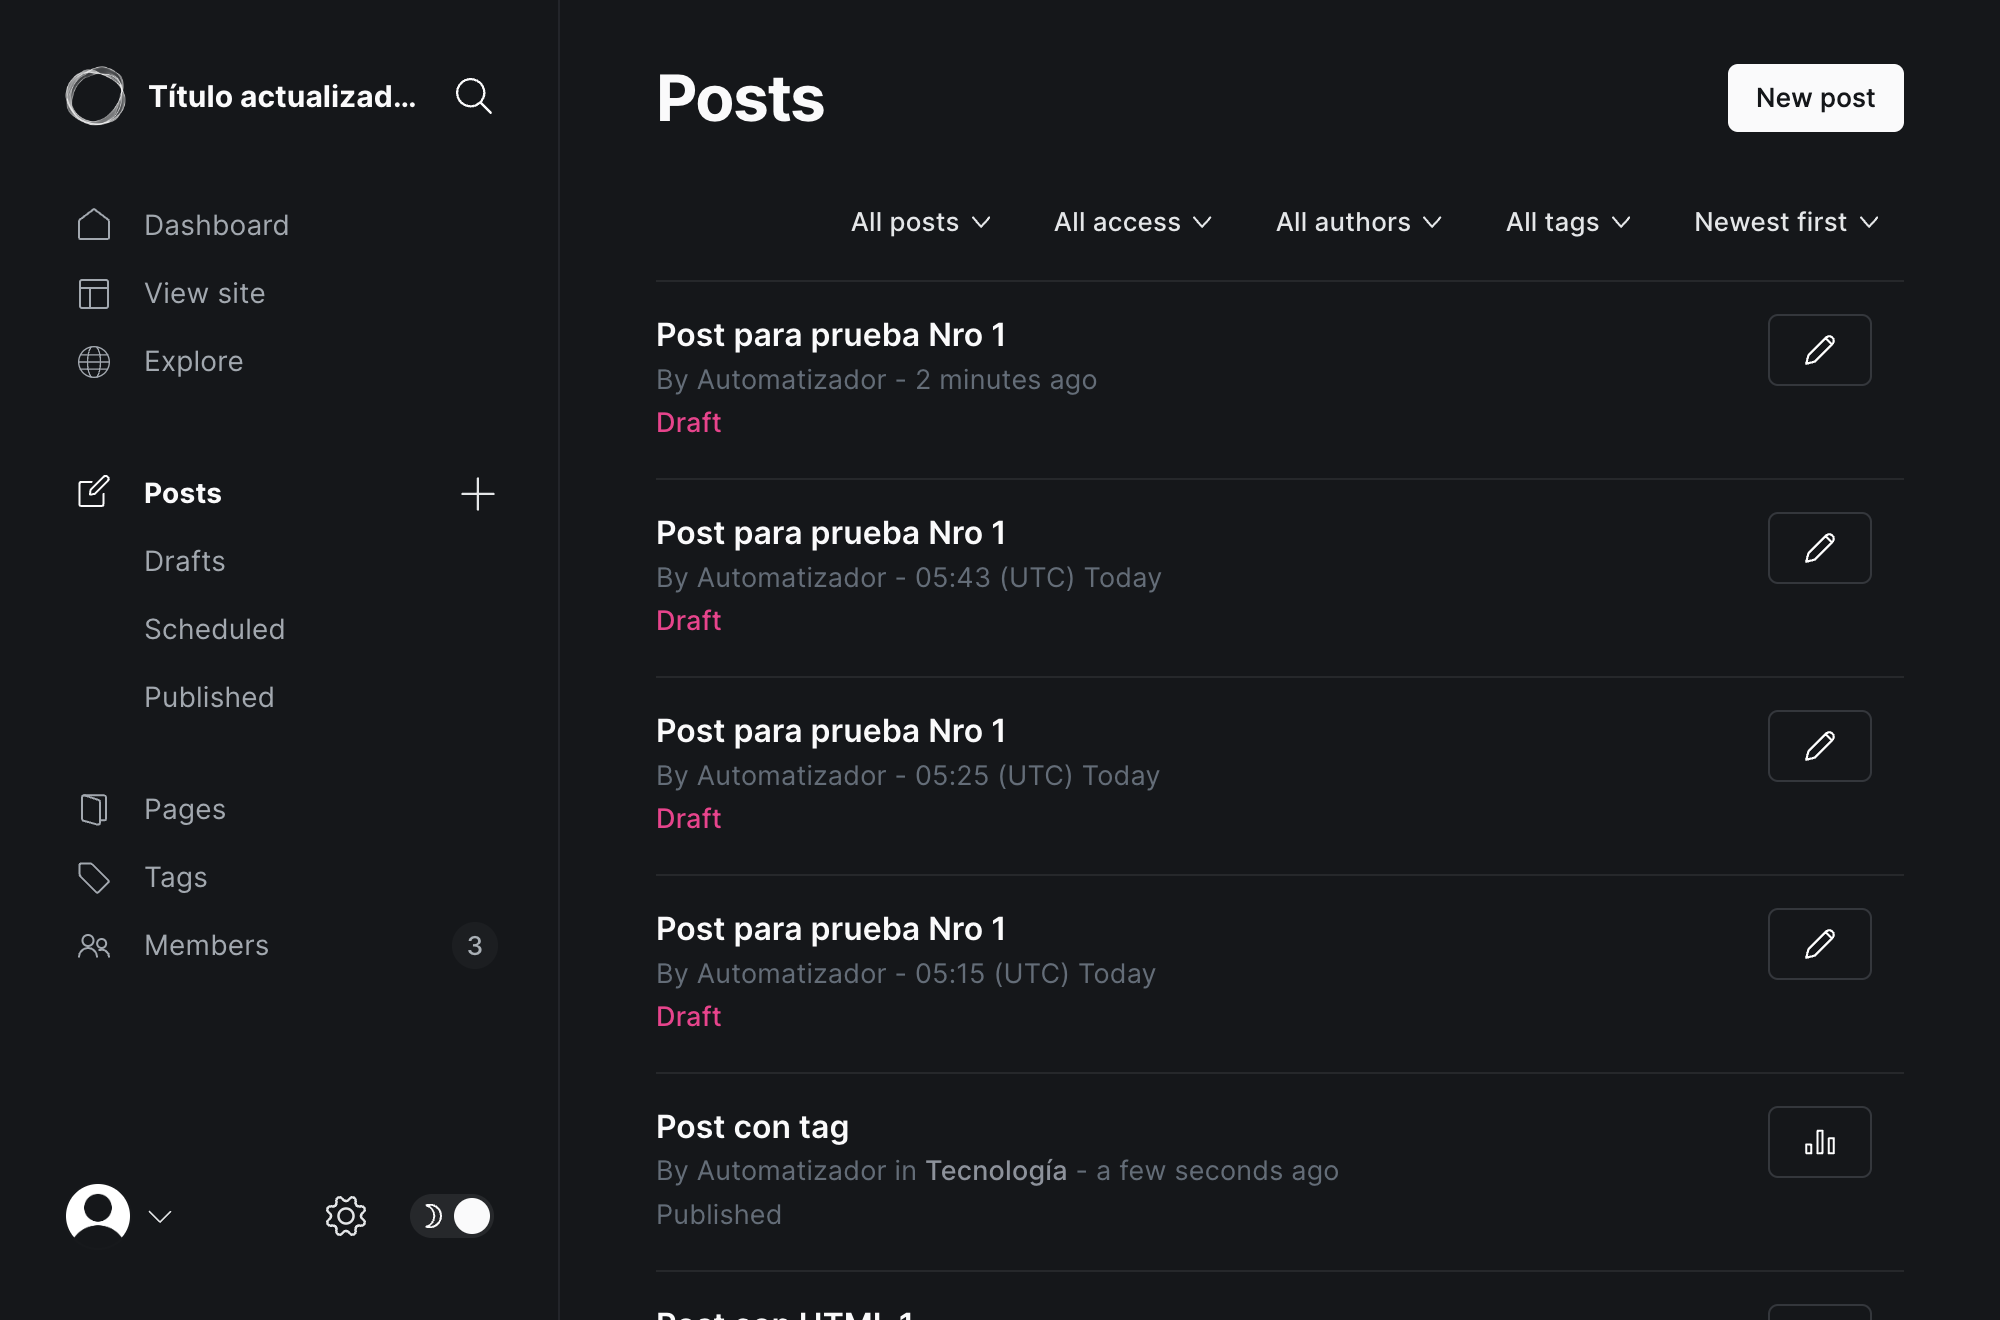 Título actualizad...
Dashboard
View site
Explore
Posts
Drafts
Scheduled
Published
Pages
Tags
Members
3
Posts
New post
All posts
All access
All authors
All tags
Newest first
Post para prueba Nro 1
By Automatizador - 2 minutes ago
Draft
Post para prueba Nro 1
By Automatizador - 05:43 (UTC) Today
Draft
Post para prueba Nro 1
By Automatizador - 05:25 (UTC) Today
Draft
Post para prueba Nro 1
By Automatizador - 05:15 (UTC) Today
Draft
Post con tag
By Automatizador in Tecnología - a few seconds ago
Published
Post con HTML 1